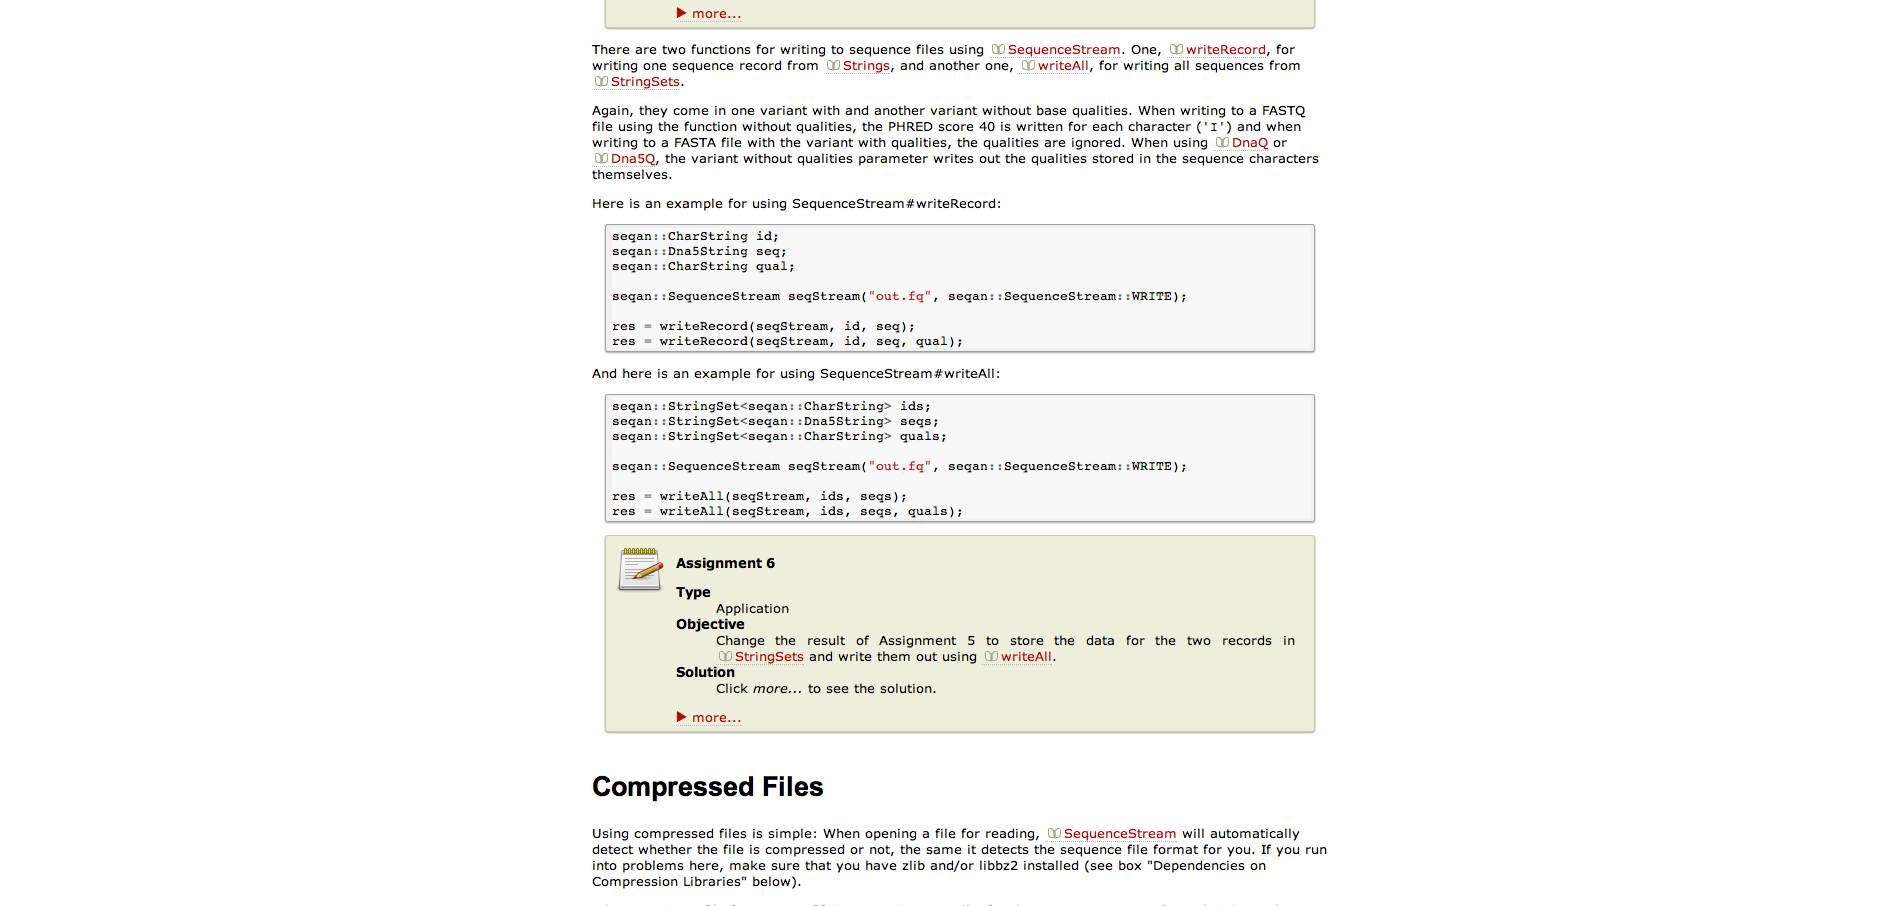 more...
There are two functions for writing to sequence files using SequenceStream. One, writeRecord, for
writing one sequence record from Strings, and another one, writeAll, for writing all sequences from
StringSets.
Again, they come in one variant with and another variant without base qualities. When writing to a FASTQ
file using the function without qualities, the PHRED score 40 is written for each character ('I') and when
writing to a FASTA file with the variant with qualities, the qualities are ignored. When using DnaQ or
Dna5Q, the variant without qualities parameter writes out the qualities stored in the sequence characters
themselves.
Here is an example for using SequenceStream#writeRecord:
seqan::CharString id;
seqan::Dna5String seq;
seqan::CharString qual;
seqan::SequenceStream seqStream("out.fq", seqan::SequenceStream::WRITE);
res = writeRecord(seqStream, id, seq);
res = writeRecord(seqStream, id, seq, qual);
And here is an example for using SequenceStream#writeAll:
seqan::StringSet<seqan::CharString> ids;
seqan::StringSet<seqan::Dna5String> seqs;
seqan::StringSet<seqan::CharString> quals;
seqan::SequenceStream seqStream("out.fq", seqan::SequenceStream::WRITE);
res = writeAll(seqStream, ids, seqs);
res = writeAll(seqStream, ids, seqs, quals);
Assignment 6
Type
Application
Objective
Change the result of Assignment 5 to store the data for the two records in
StringSets and write them out using writeAll.
Solution
Click more... to see the solution.
more...
Compressed Files
Using compressed files is simple: When opening a file for reading, SequenceStream will automatically
detect whether the file is compressed or not, the same it detects the sequence file format for you. If you run
into problems here, make sure that you have zlib and/or libbz2 installed (see box "Dependencies on
Compression Libraries" below).